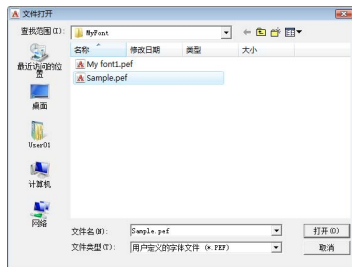 文件打开
查找范围(I): MyFont
名称 修改日期 类型 大小
My font1.pef
Sample.pef
最近访问的位置
桌面
User01
计算机
网络
文件名(N): Sample.pef 打开(O)
文件类型(T): 用户定义的字体文件 (*.PEF) 取消